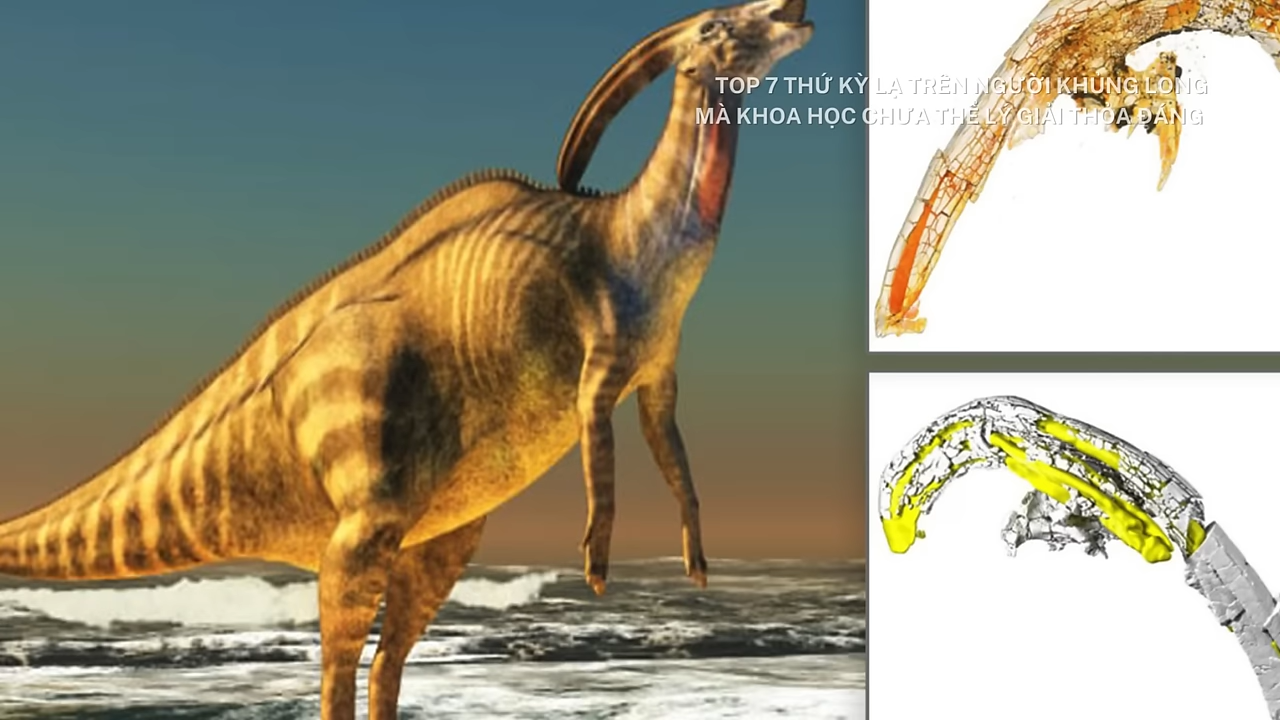 TOP 7 THỨ KỲ LẠ TRÊN NGƯỜI KHỦNG LONG
MÀ KHOA HỌC CHƯA THỂ LÝ GIẢI THỎA ĐÁNG